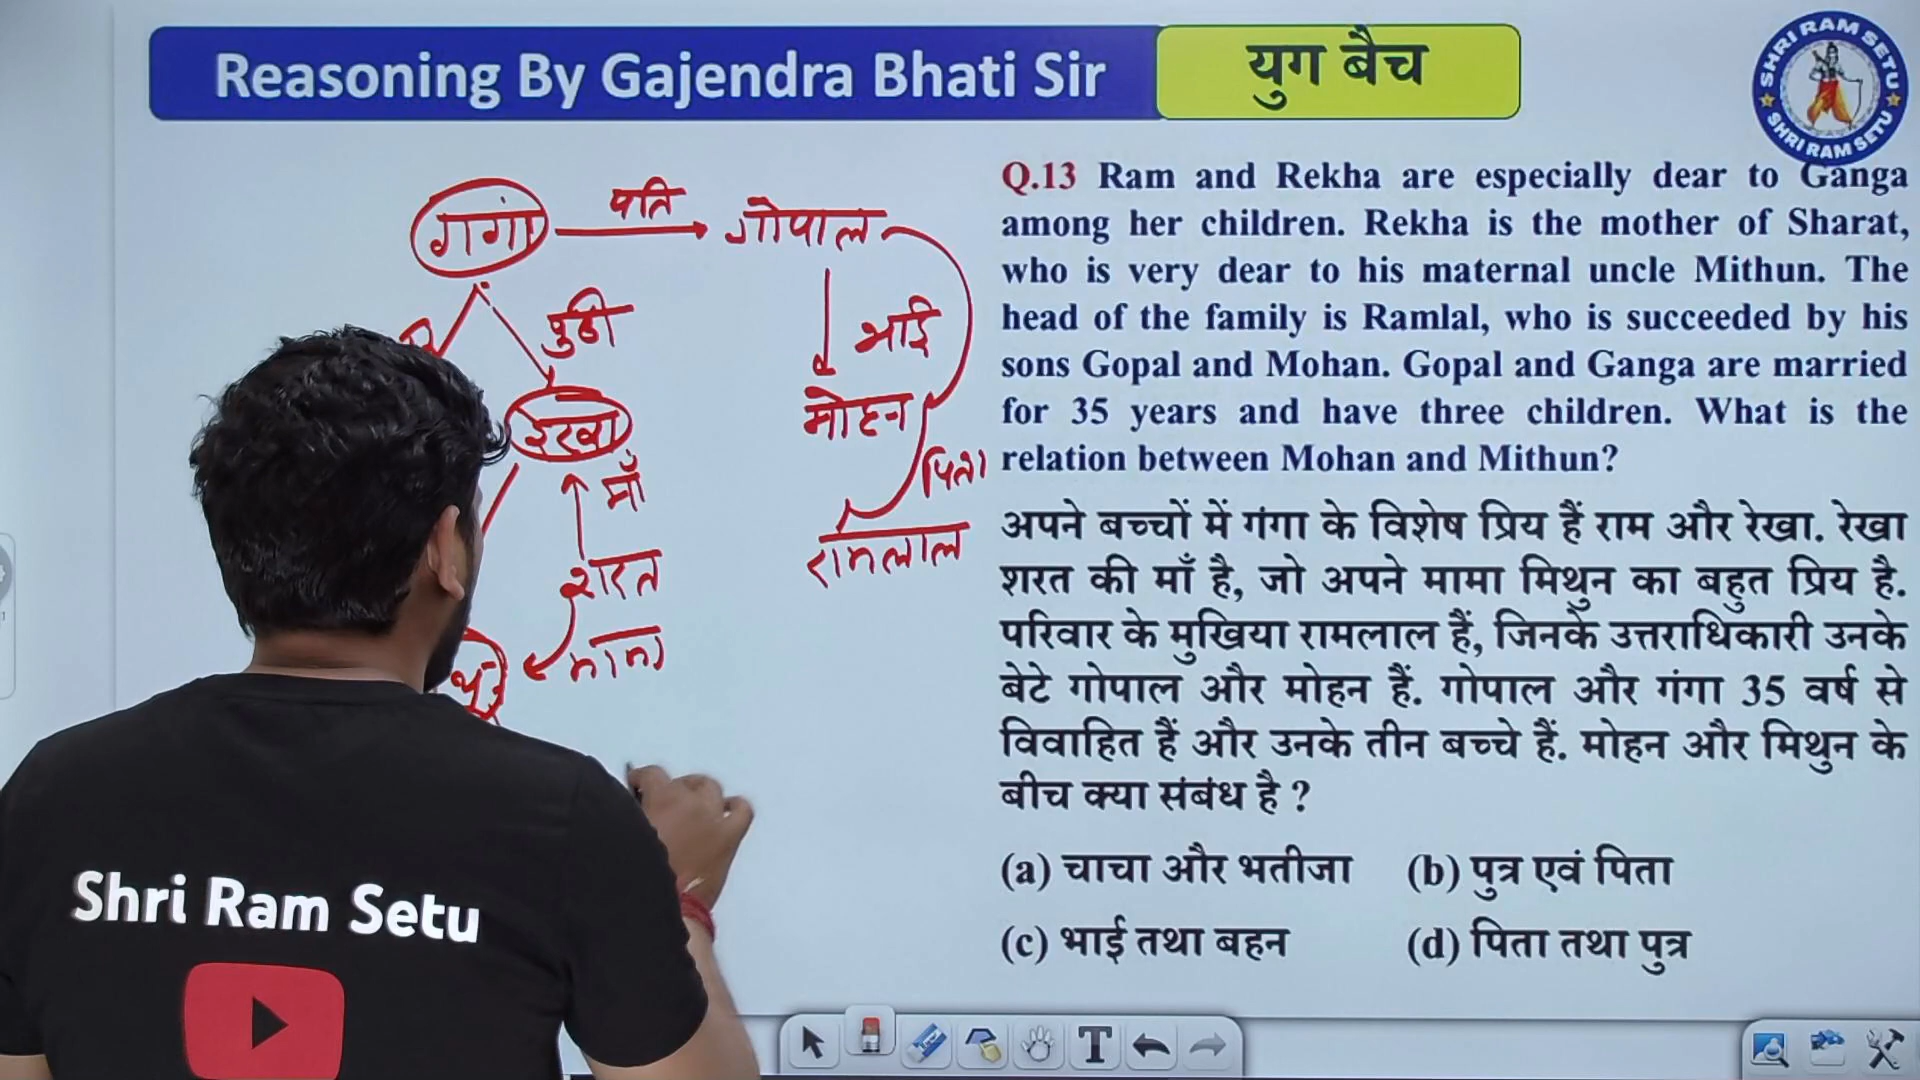 Reasoning By Gajendra Bhati Sir
युग बैच
SHRI RAM SETU
SHRI RAM SETU
गगां
पति
गोपाल
Q.13 Ram and Rekha are especially dear to Ganga
among her children. Rekha is the mother of Sharat,
who is very dear to his maternal uncle Mithun. The
head of the family is Ramlal, who is succeeded by his
sons Gopal and Mohan. Gopal and Ganga are married
for 35 years and have three children. What is the
relation between Mohan and Mithun?
भाई
मोहन
रेखा
माँ
पिता
रामलाल
शरत
मामा
अपने बच्चों में गंगा के विशेष प्रिय हैं राम और रेखा. रेखा
शरत की माँ है, जो अपने मामा मिथुन का बहुत प्रिय है.
परिवार के मुखिया रामलाल हैं, जिनके उत्तराधिकारी उनके
बेटे गोपाल और मोहन हैं. गोपाल और गंगा 35 वर्ष से
विवाहित हैं और उनके तीन बच्चे हैं. मोहन और मिथुन के
बीच क्या संबंध है ?
(a) चाचा और भतीजा
(b) पुत्र एवं पिता
(c) भाई तथा बहन
(d) पिता तथा पुत्र
Shri Ram Setu
T